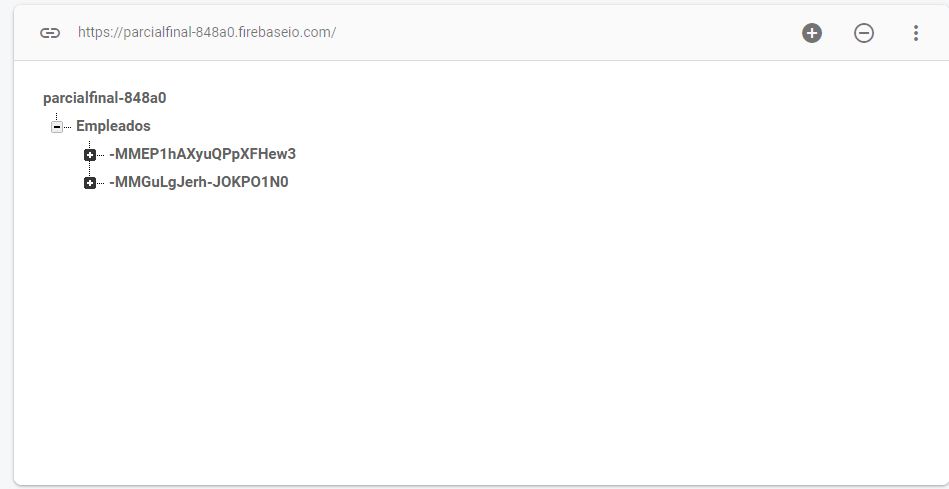 https://parcialfinal-848a0.firebaseio.com/
parcialfinal-848a0
Empleados
-MMEP1hAXyuQPpXFHew3
-MMGuLgJerh-JOKPO1N0